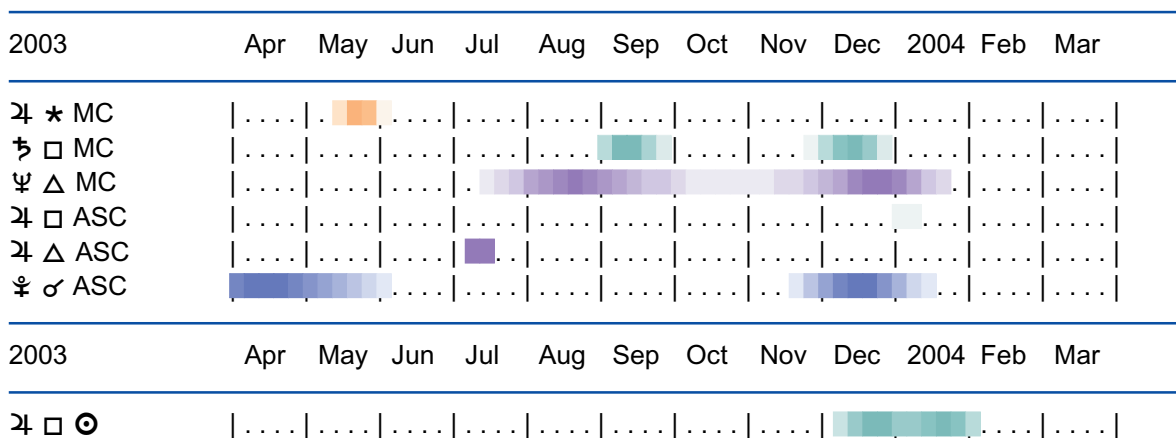 2003 Apr May Jun Jul Aug Sep Oct Nov Dec 2004 Feb Mar
♃ ⚹ MC |....|....|....|....|....|....|....|....|....|....|....|....|
♄ □ MC |....|....|....|....|....|....|....|....|....|....|....|....|
♆ △ MC |....|....|....|....|....|....|....|....|....|....|....|....|
♃ □ ASC |....|....|....|....|....|....|....|....|....|....|....|....|
♃ △ ASC |....|....|....|....|....|....|....|....|....|....|....|....|
⯓ ☌ ASC |....|....|....|....|....|....|....|....|....|....|....|....|
2003 Apr May Jun Jul Aug Sep Oct Nov Dec 2004 Feb Mar
♃ □ ☉ |....|....|....|....|....|....|....|....|....|....|....|....|